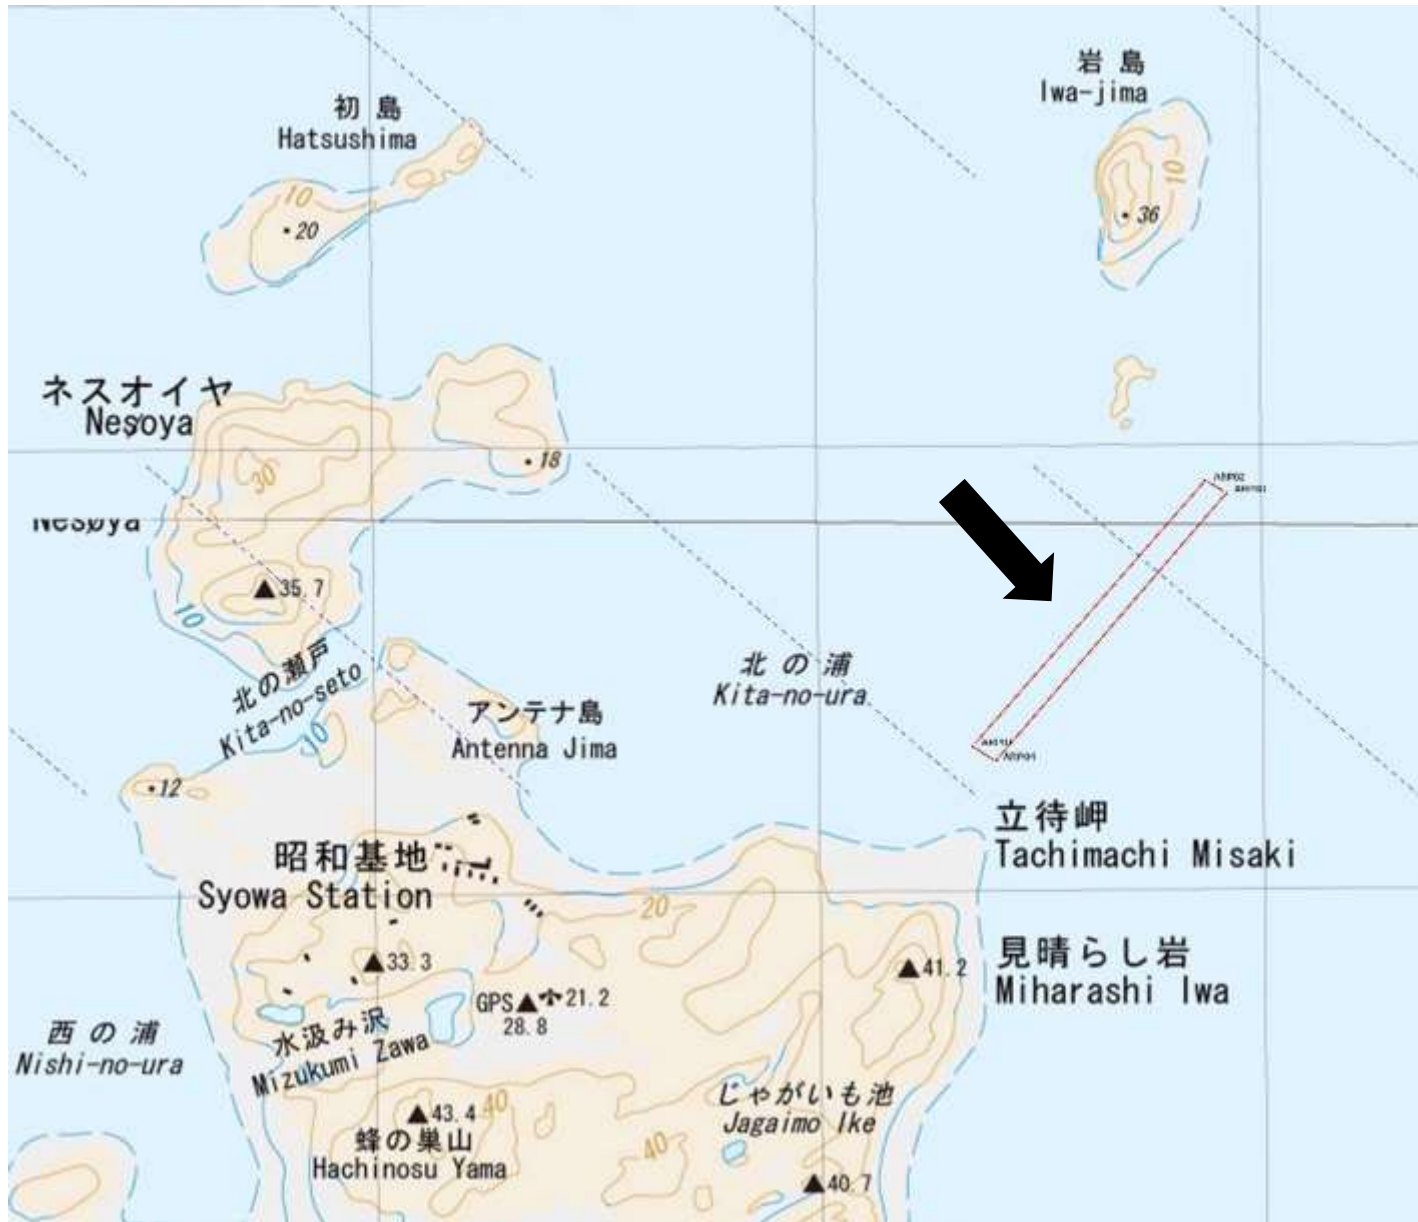 岩島
Iwa-jima
初島
Hatsushima
10
10
20
36
ネスオイヤ
Nesøya
18
30
Nesøya
35.7
10
北の瀬戸
Kita-no-seto
北の浦
Kita-no-ura
アンテナ島
Antenna Jima
10
12
立待岬
Tachimachi Misaki
昭和基地
Syowa Station
20
見晴らし岩
Miharashi Iwa
33.3
41.2
GPS
21.2
28.8
水汲み沢
Mizukumi Zawa
西の浦
Nishi-no-ura
じゃがいも池
Jagaimo Ike
43.4
40
蜂の巣山
Hachinosu Yama
40
40.7